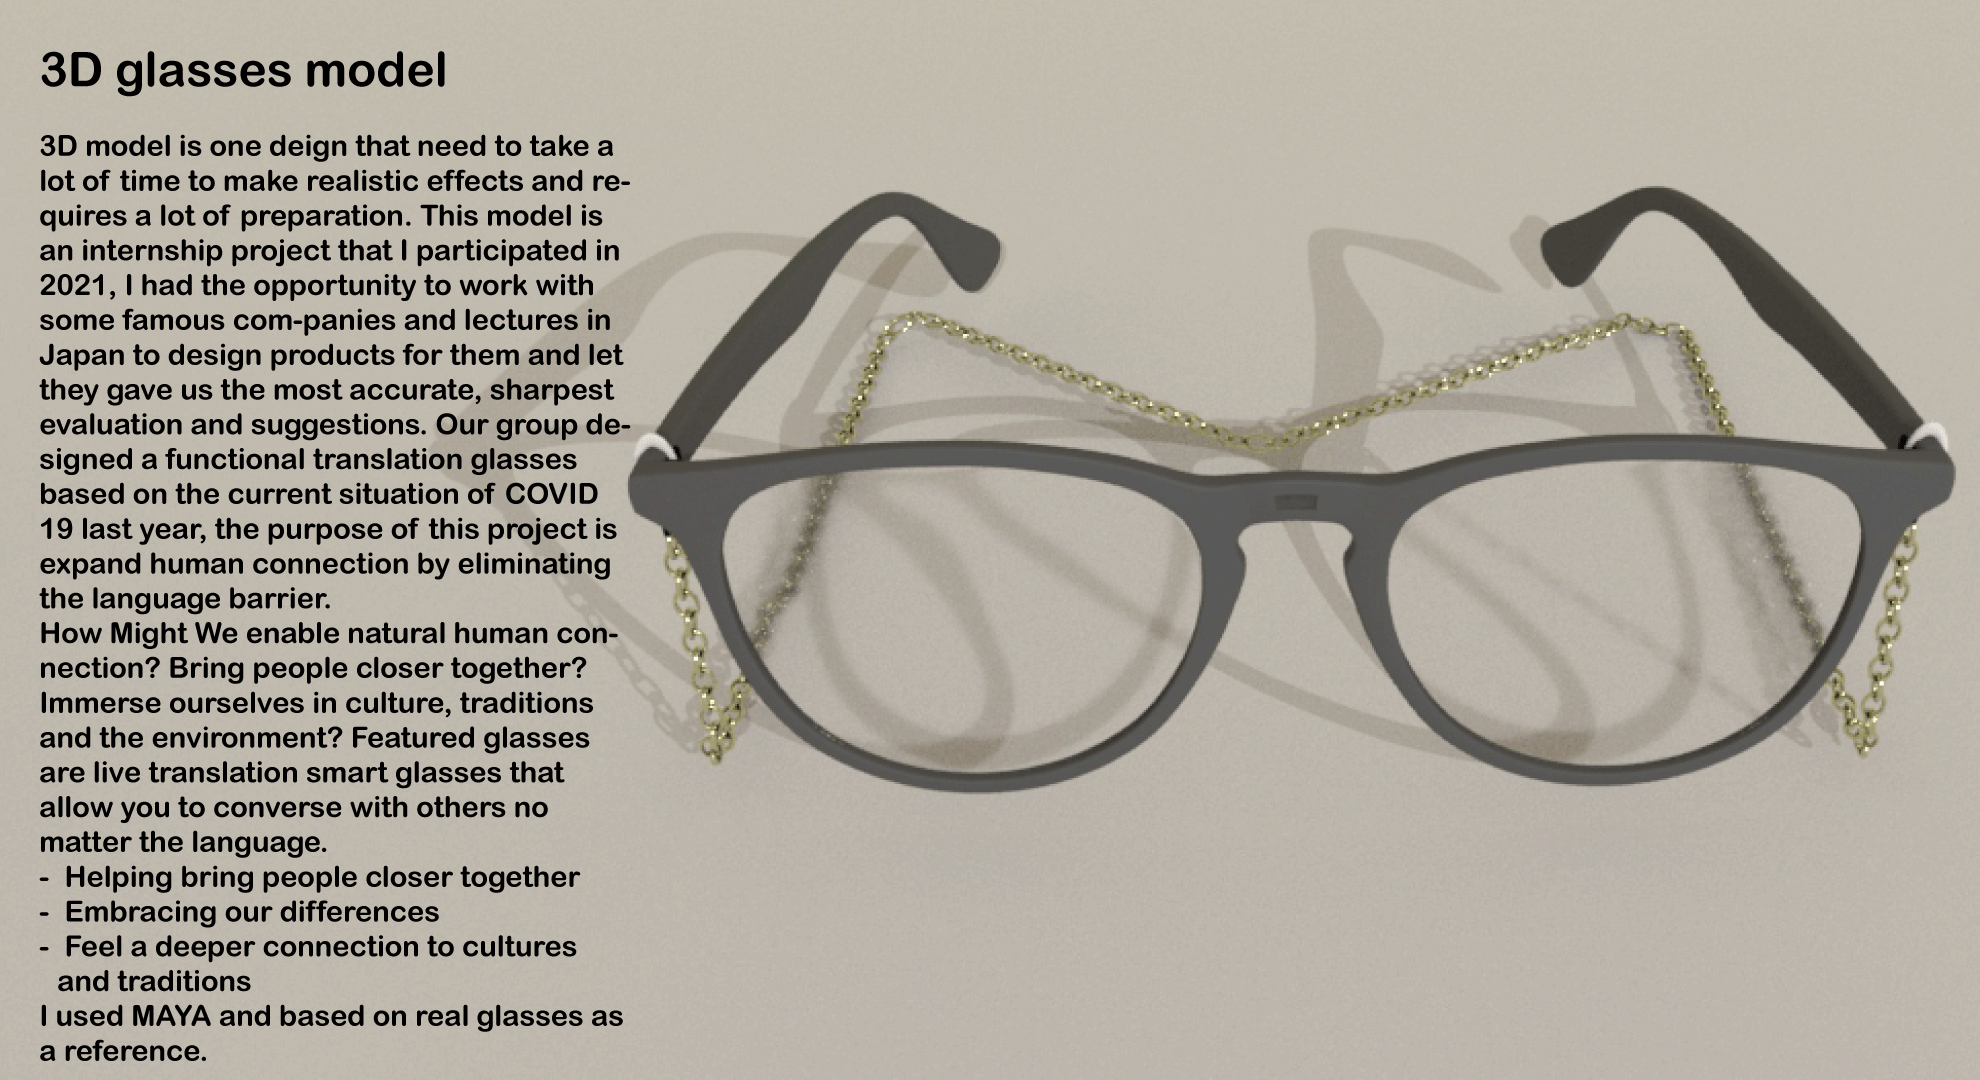 3D glasses model
3D model is one deign that need to take a
lot of time to make realistic effects and re-
quires a lot of preparation. This model is
an internship project that I participated in
2021, I had the opportunity to work with
some famous com-panies and lectures in
Japan to design products for them and let
they gave us the most accurate, sharpest
evaluation and suggestions. Our group de-
signed a functional translation glasses
based on the current situation of COVID
19 last year, the purpose of this project is
expand human connection by eliminating
the language barrier.
How Might We enable natural human con-
nection? Bring people closer together?
Immerse ourselves in culture, traditions
and the environment? Featured glasses
are live translation smart glasses that
allow you to converse with others no
matter the language.
- Helping bring people closer together
- Embracing our differences
- Feel a deeper connection to cultures
and traditions
I used MAYA and based on real glasses as
a reference.